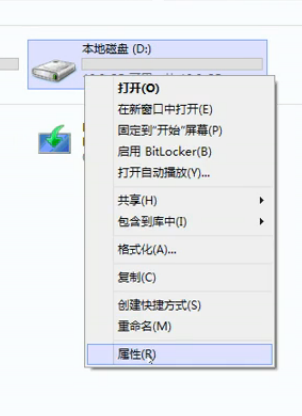 本地磁盘 (D:)
打开(O)
在新窗口中打开(E)
固定到"开始"屏幕(P)
启用 BitLocker(B)
打开自动播放(Y)...
共享(H)
包含到库中(I)
格式化(A)...
复制(C)
创建快捷方式(S)
重命名(M)
属性(R)